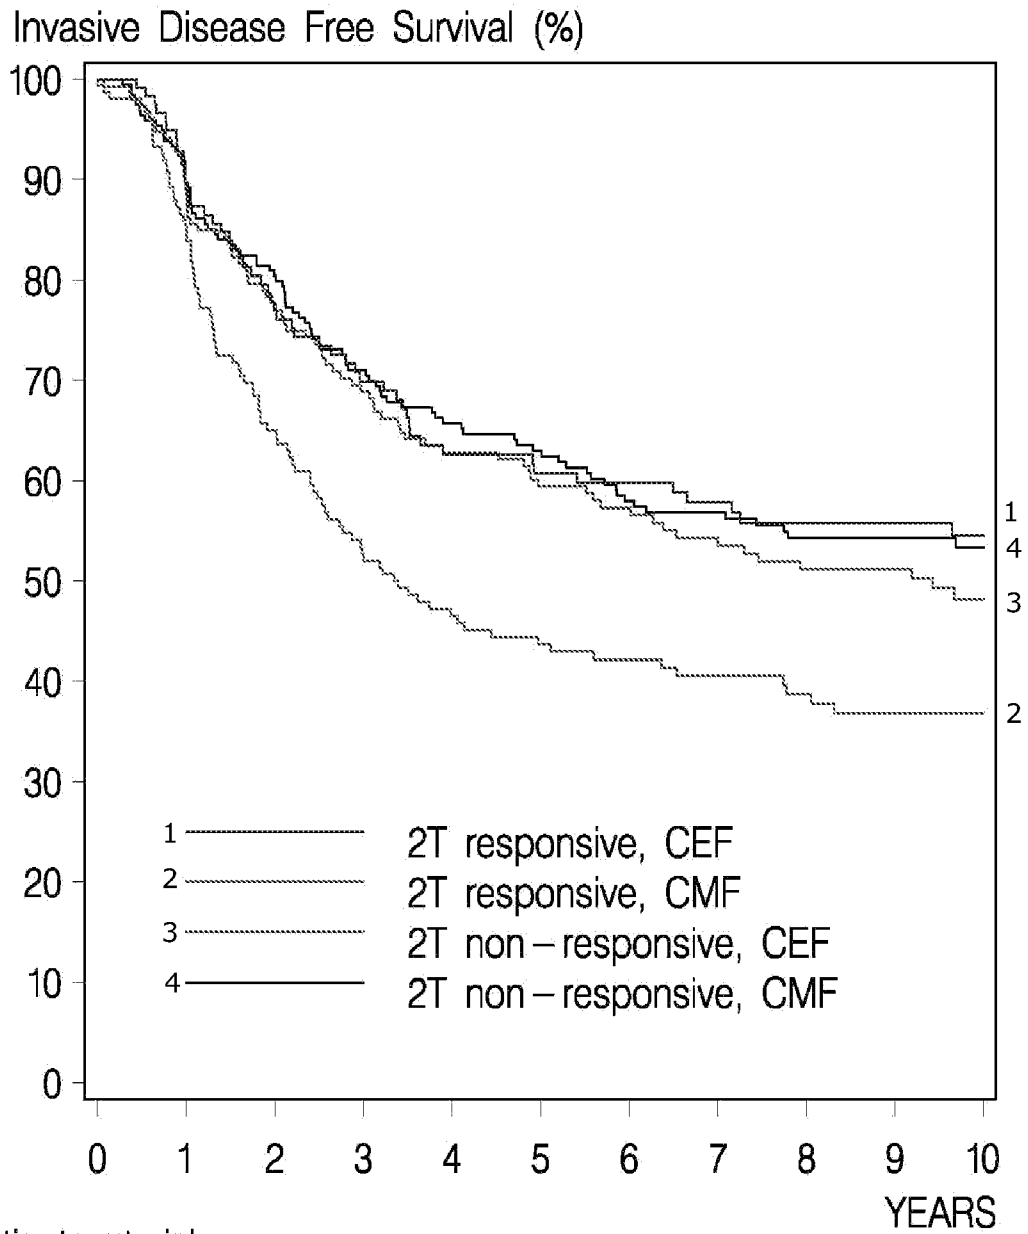 Invasive Disease Free Survival (%)
100
90
80
70
60
50
40
30
20
10
0
1
4
3
2
1 2T responsive, CEF
2 2T responsive, CMF
3 2T non-responsive, CEF
4 2T non-responsive, CMF
0 1 2 3 4 5 6 7 8 9 10
YEARS